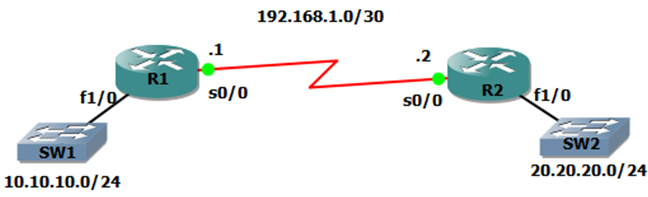 192.168.1.0/30
.1
.2
R1
R2
s0/0
s0/0
f1/0
f1/0
SW1
SW2
10.10.10.0/24
20.20.20.0/24